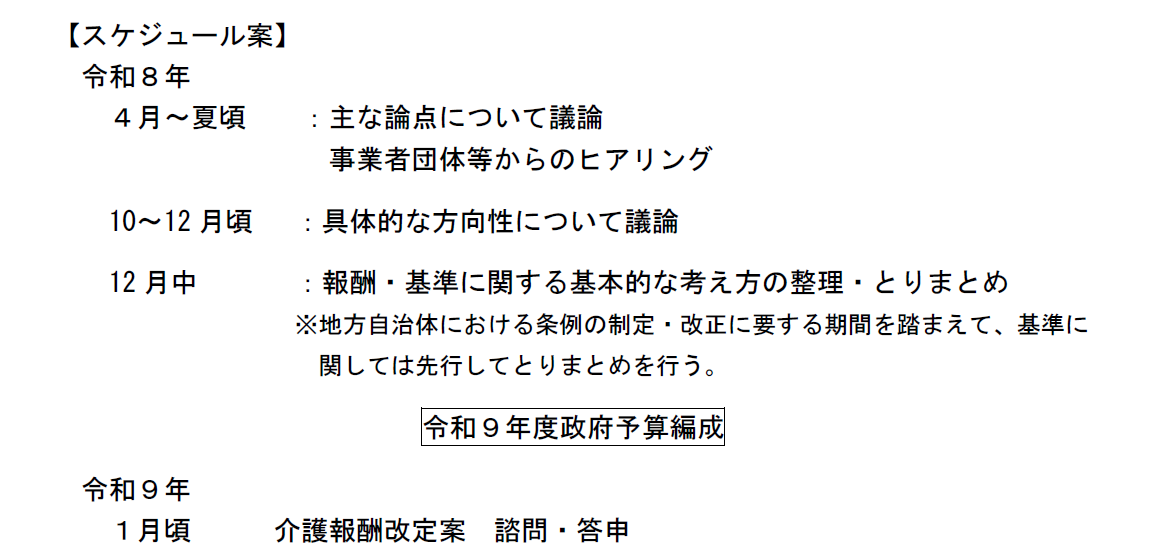 【スケジュール案】
令和８年
４月～夏頃　：主な論点について議論
事業者団体等からのヒアリング
10～12 月頃　：具体的な方向性について議論
12 月中　：報酬・基準に関する基本的な考え方の整理・とりまとめ
※地方自治体における条例の制定・改正に要する期間を踏まえて、基準に
関しては先行してとりまとめを行う。
令和９年度政府予算編成
令和９年
１月頃　介護報酬改定案　諮問・答申